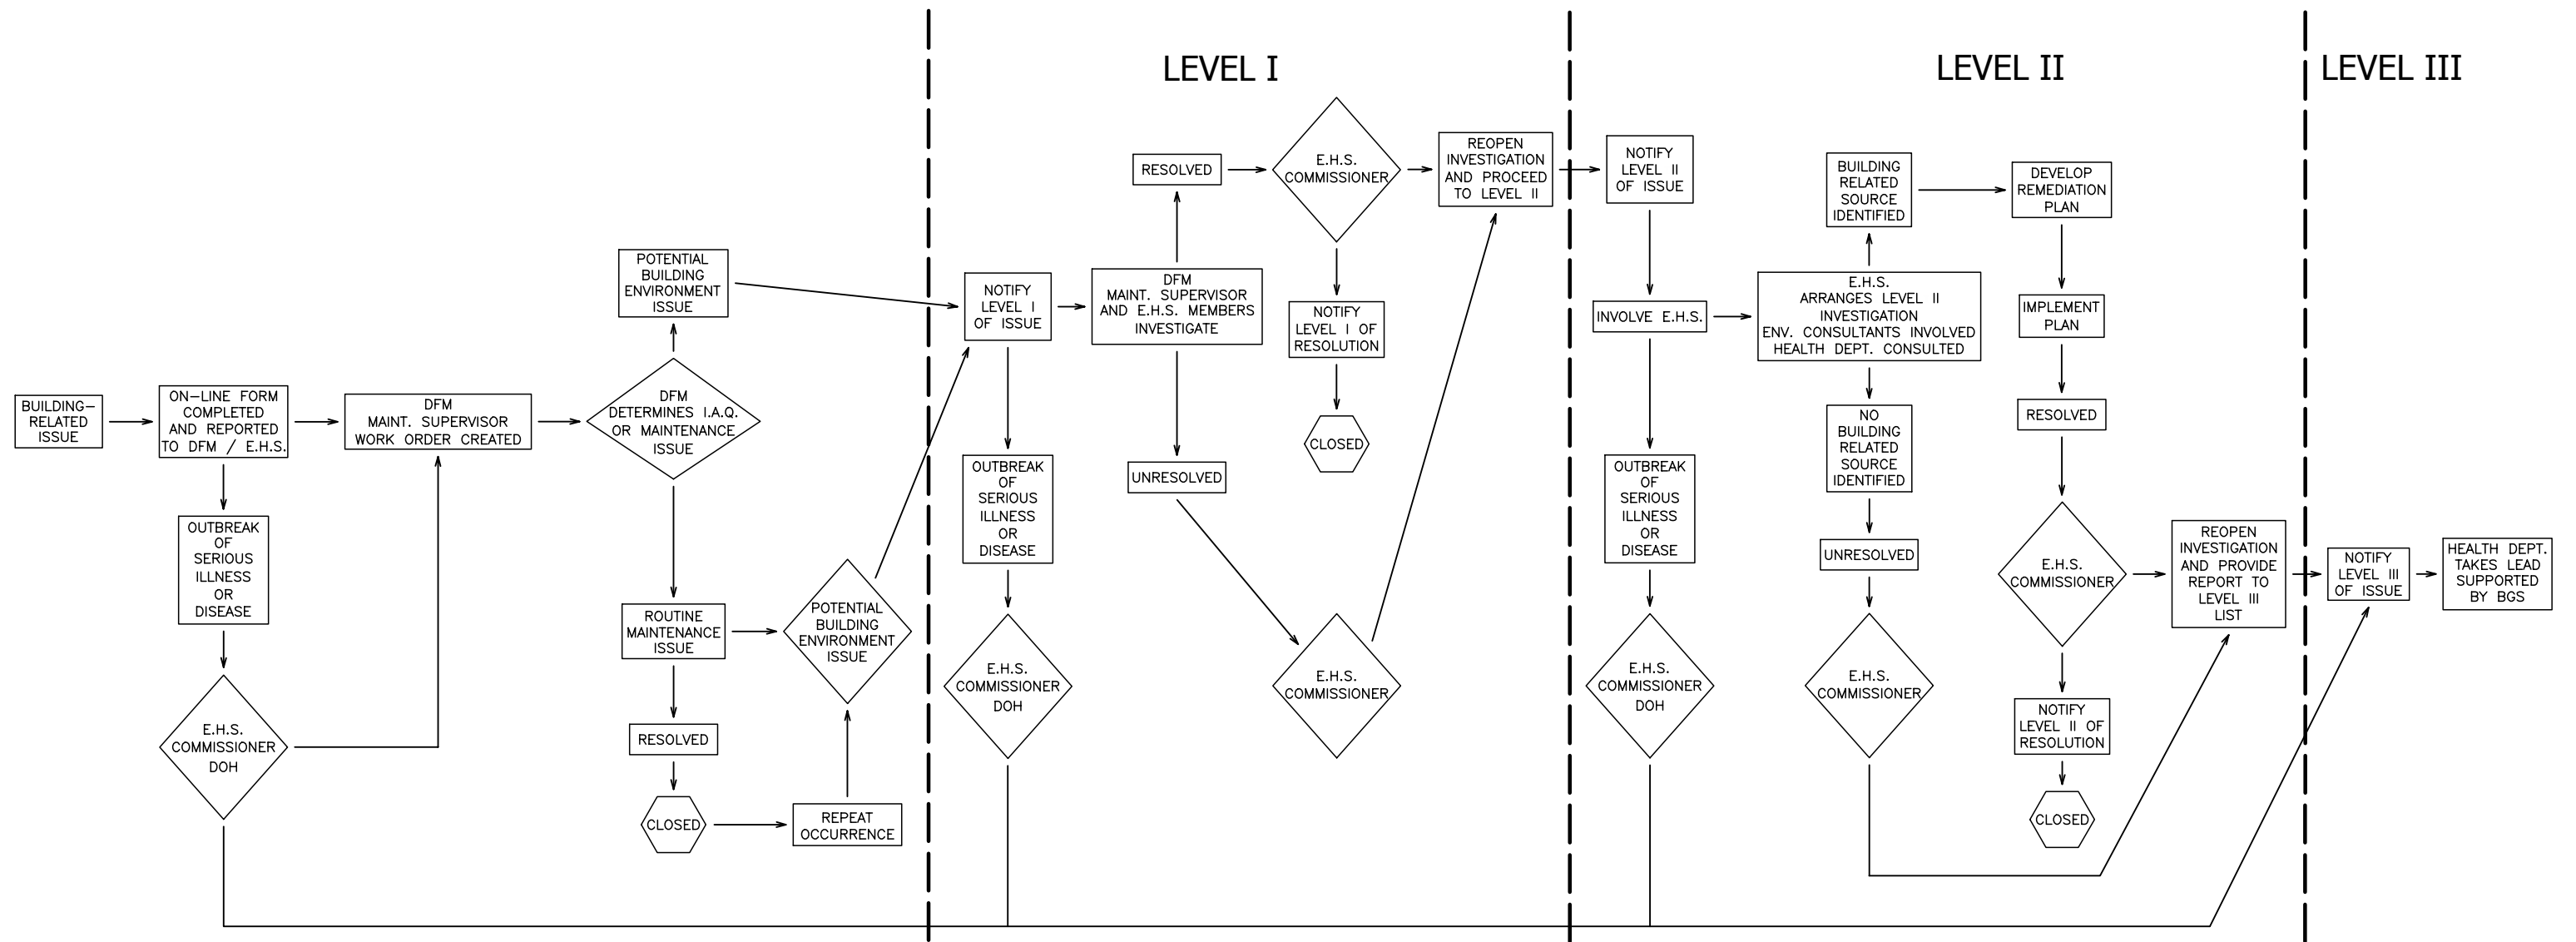 LEVEL I
LEVEL II
LEVEL III
BUILDING–
RELATED
ISSUE
ON–LINE FORM
COMPLETED
AND REPORTED
TO DFM / E.H.S.
OUTBREAK
OF
SERIOUS
ILLNESS
OR
DISEASE
E.H.S.
COMMISSIONER
DOH
DFM
MAINT. SUPERVISOR
WORK ORDER CREATED
POTENTIAL
BUILDING
ENVIRONMENT
ISSUE
DFM
DETERMINES I.A.Q.
OR MAINTENANCE
ISSUE
ROUTINE
MAINTENANCE
ISSUE
RESOLVED
CLOSED
POTENTIAL
BUILDING
ENVIRONMENT
ISSUE
REPEAT
OCCURRENCE
NOTIFY
LEVEL I
OF ISSUE
OUTBREAK
OF
SERIOUS
ILLNESS
OR
DISEASE
E.H.S.
COMMISSIONER
DOH
RESOLVED
DFM
MAINT. SUPERVISOR
AND E.H.S. MEMBERS
INVESTIGATE
UNRESOLVED
E.H.S.
COMMISSIONER
NOTIFY
LEVEL I OF
RESOLUTION
CLOSED
E.H.S.
COMMISSIONER
REOPEN
INVESTIGATION
AND PROCEED
TO LEVEL II
NOTIFY
LEVEL II
OF ISSUE
INVOLVE E.H.S.
OUTBREAK
OF
SERIOUS
ILLNESS
OR
DISEASE
E.H.S.
COMMISSIONER
DOH
BUILDING
RELATED
SOURCE
IDENTIFIED
E.H.S.
ARRANGES LEVEL II
INVESTIGATION
ENV. CONSULTANTS INVOLVED
HEALTH DEPT. CONSULTED
NO
BUILDING
RELATED
SOURCE
IDENTIFIED
UNRESOLVED
E.H.S.
COMMISSIONER
DEVELOP
REMEDIATION
PLAN
IMPLEMENT
PLAN
RESOLVED
E.H.S.
COMMISSIONER
NOTIFY
LEVEL II OF
RESOLUTION
CLOSED
REOPEN
INVESTIGATION
AND PROVIDE
REPORT TO
LEVEL III
LIST
NOTIFY
LEVEL III
OF ISSUE
HEALTH DEPT.
TAKES LEAD
SUPPORTED
BY BGS